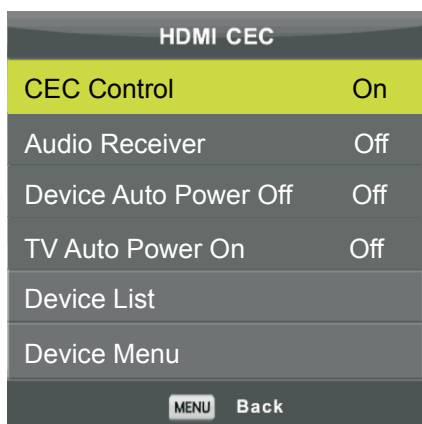 HDMI CEC
CEC Control On
Audio Receiver Off
Device Auto Power Off Off
TV Auto Power On Off
Device List
Device Menu
MENU Back